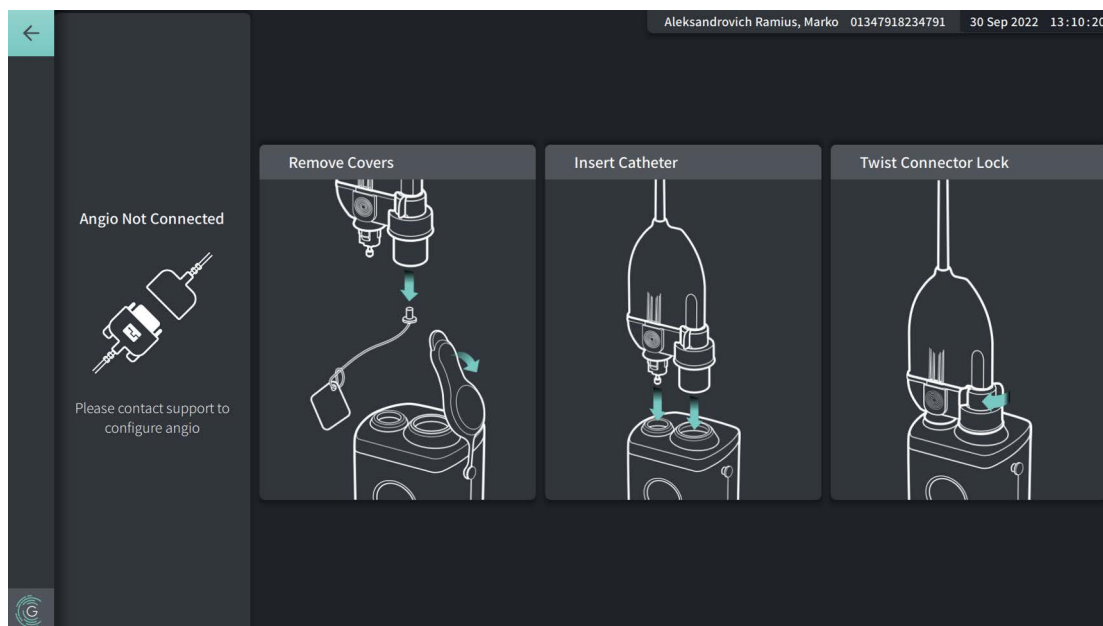 Aleksandrovich Ramius, Marko 01347918234791 30 Sep 2022 13:10:20
Angio Not Connected
Please contact support to
configure angio
Remove Covers
Insert Catheter
Twist Connector Lock
G